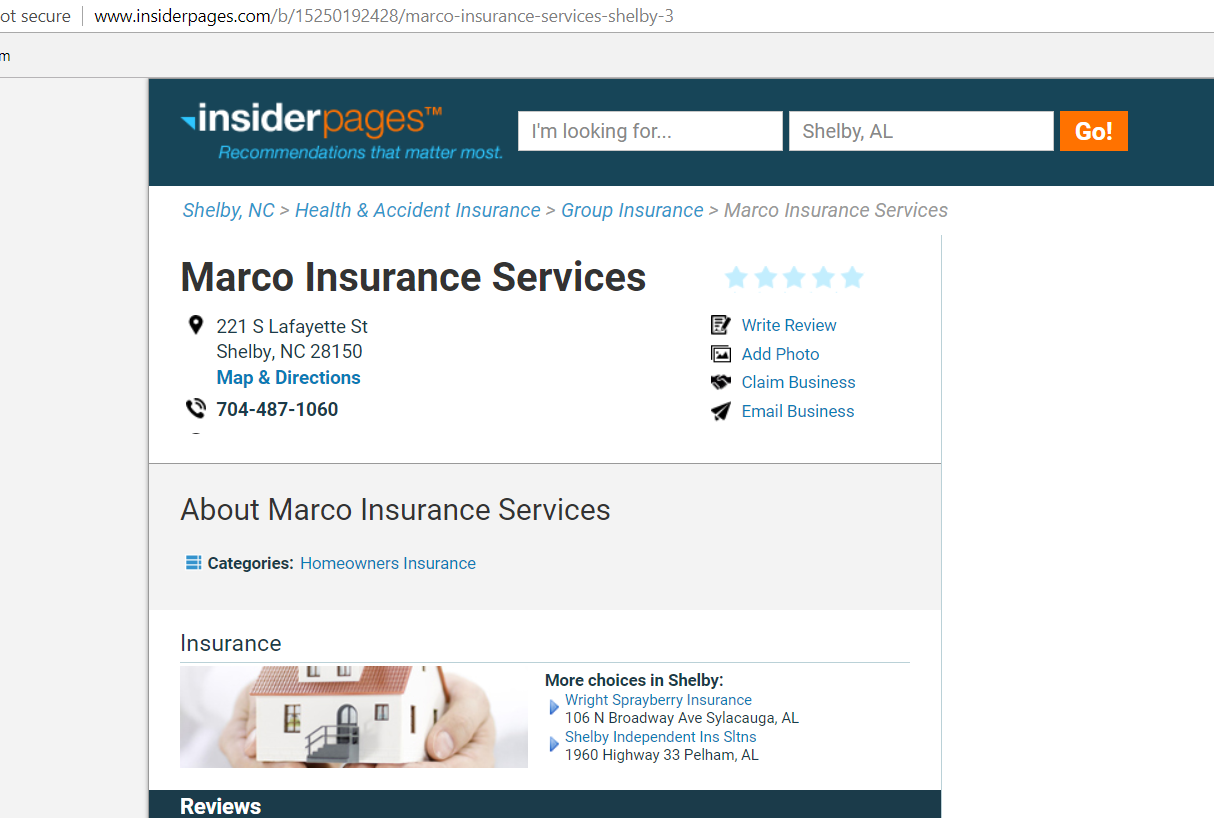 ot secure
www.insiderpages.com/b/15250192428/marco-insurance-services-shelby-3
m
insiderpages™
Recommendations that matter most.
I'm looking for...
Shelby, AL
Go!
Shelby, NC > Health & Accident Insurance > Group Insurance > Marco Insurance Services
Marco Insurance Services
221 S Lafayette St
Shelby, NC 28150
Map & Directions
704-487-1060
Write Review
Add Photo
Claim Business
Email Business
About Marco Insurance Services
Categories: Homeowners Insurance
Insurance
More choices in Shelby:
Wright Sprayberry Insurance
106 N Broadway Ave Sylacauga, AL
Shelby Independent Ins Sltns
1960 Highway 33 Pelham, AL
Reviews